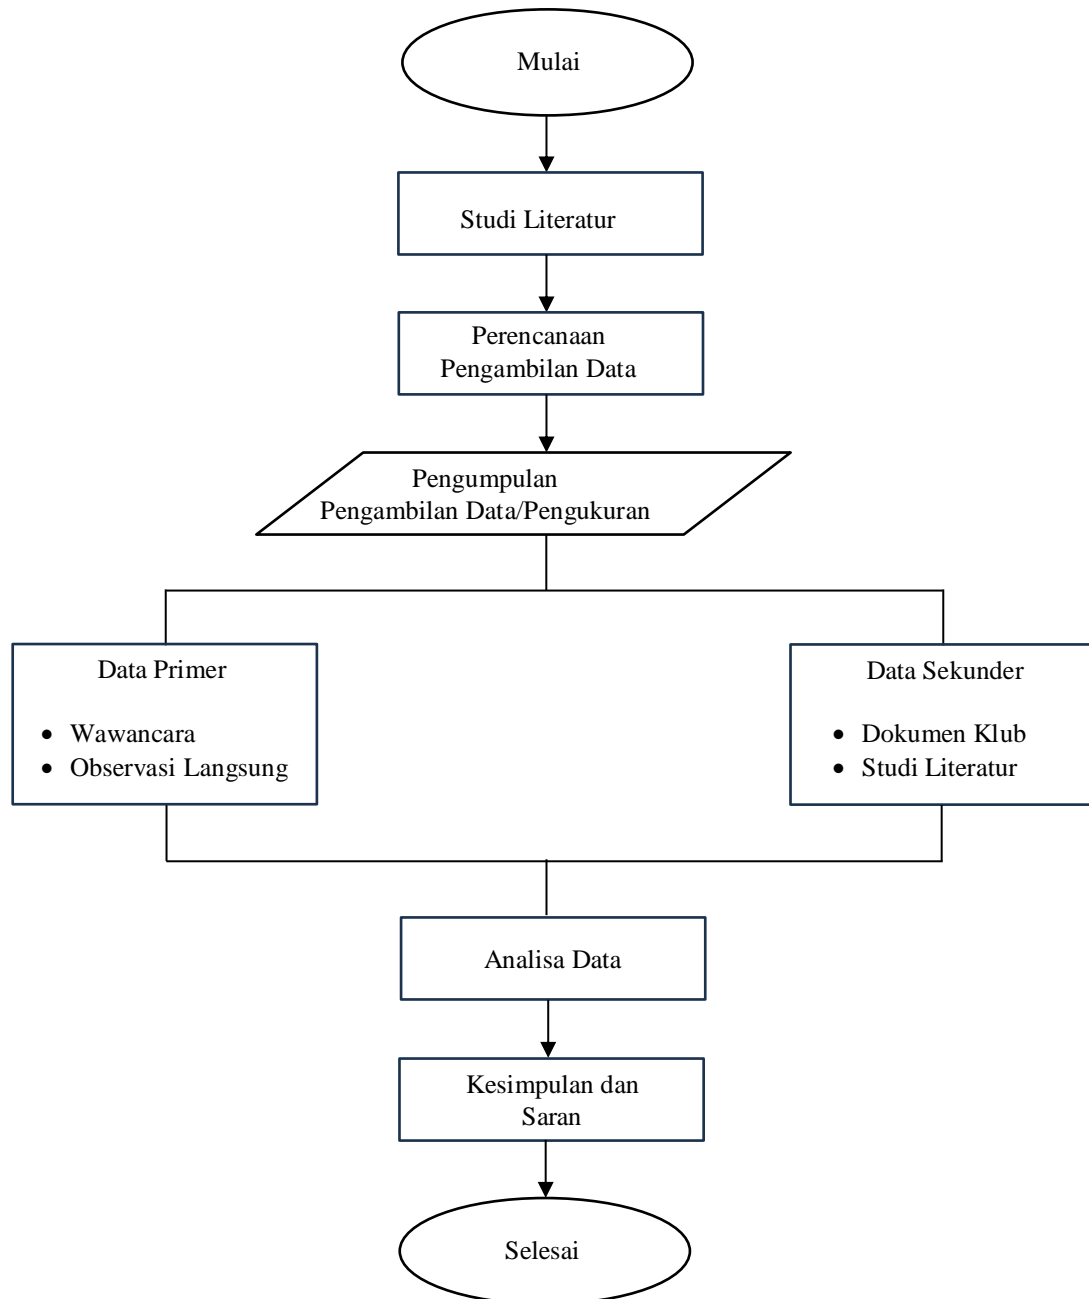 Mulai
Studi Literatur
Perencanaan
Pengambilan Data
Pengumpulan
Pengambilan Data/Pengukuran
Data Primer
• Wawancara
• Observasi Langsung
Data Sekunder
• Dokumen Klub
• Studi Literatur
Analisa Data
Kesimpulan dan
Saran
Selesai